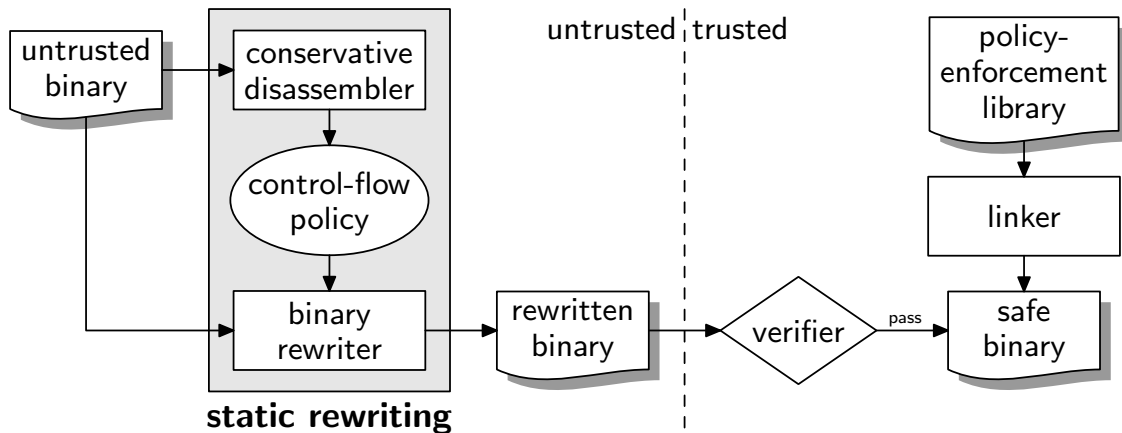 untrusted
binary
conservative
disassembler
control-flow
policy
binary
rewriter
static rewriting
rewritten
binary
untrusted
trusted
verifier
pass
policy-
enforcement
library
linker
safe
binary